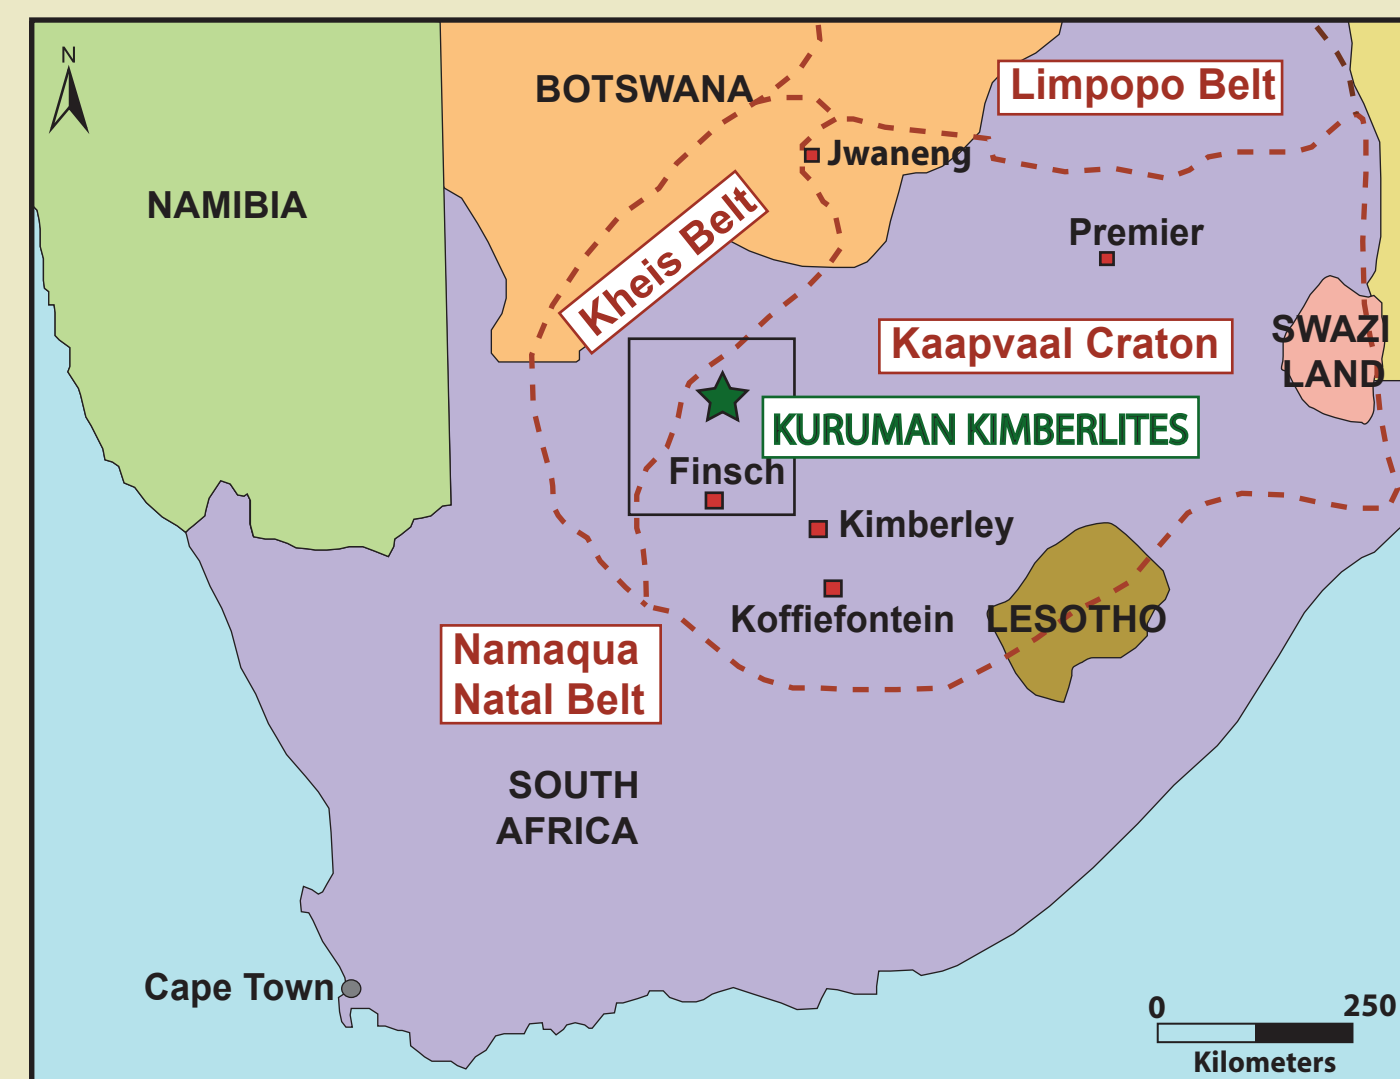 N
BOTSWANA
Limpopo Belt
Jwaneng
NAMIBIA
Kheis Belt
Premier
SWAZI
LAND
Kaapvaal Craton
KURUMAN KIMBERLITES
Finsch
Kimberley
Koffiefontein
LESOTHO
Namaqua
Natal Belt
SOUTH
AFRICA
Cape Town
0 250
Kilometers